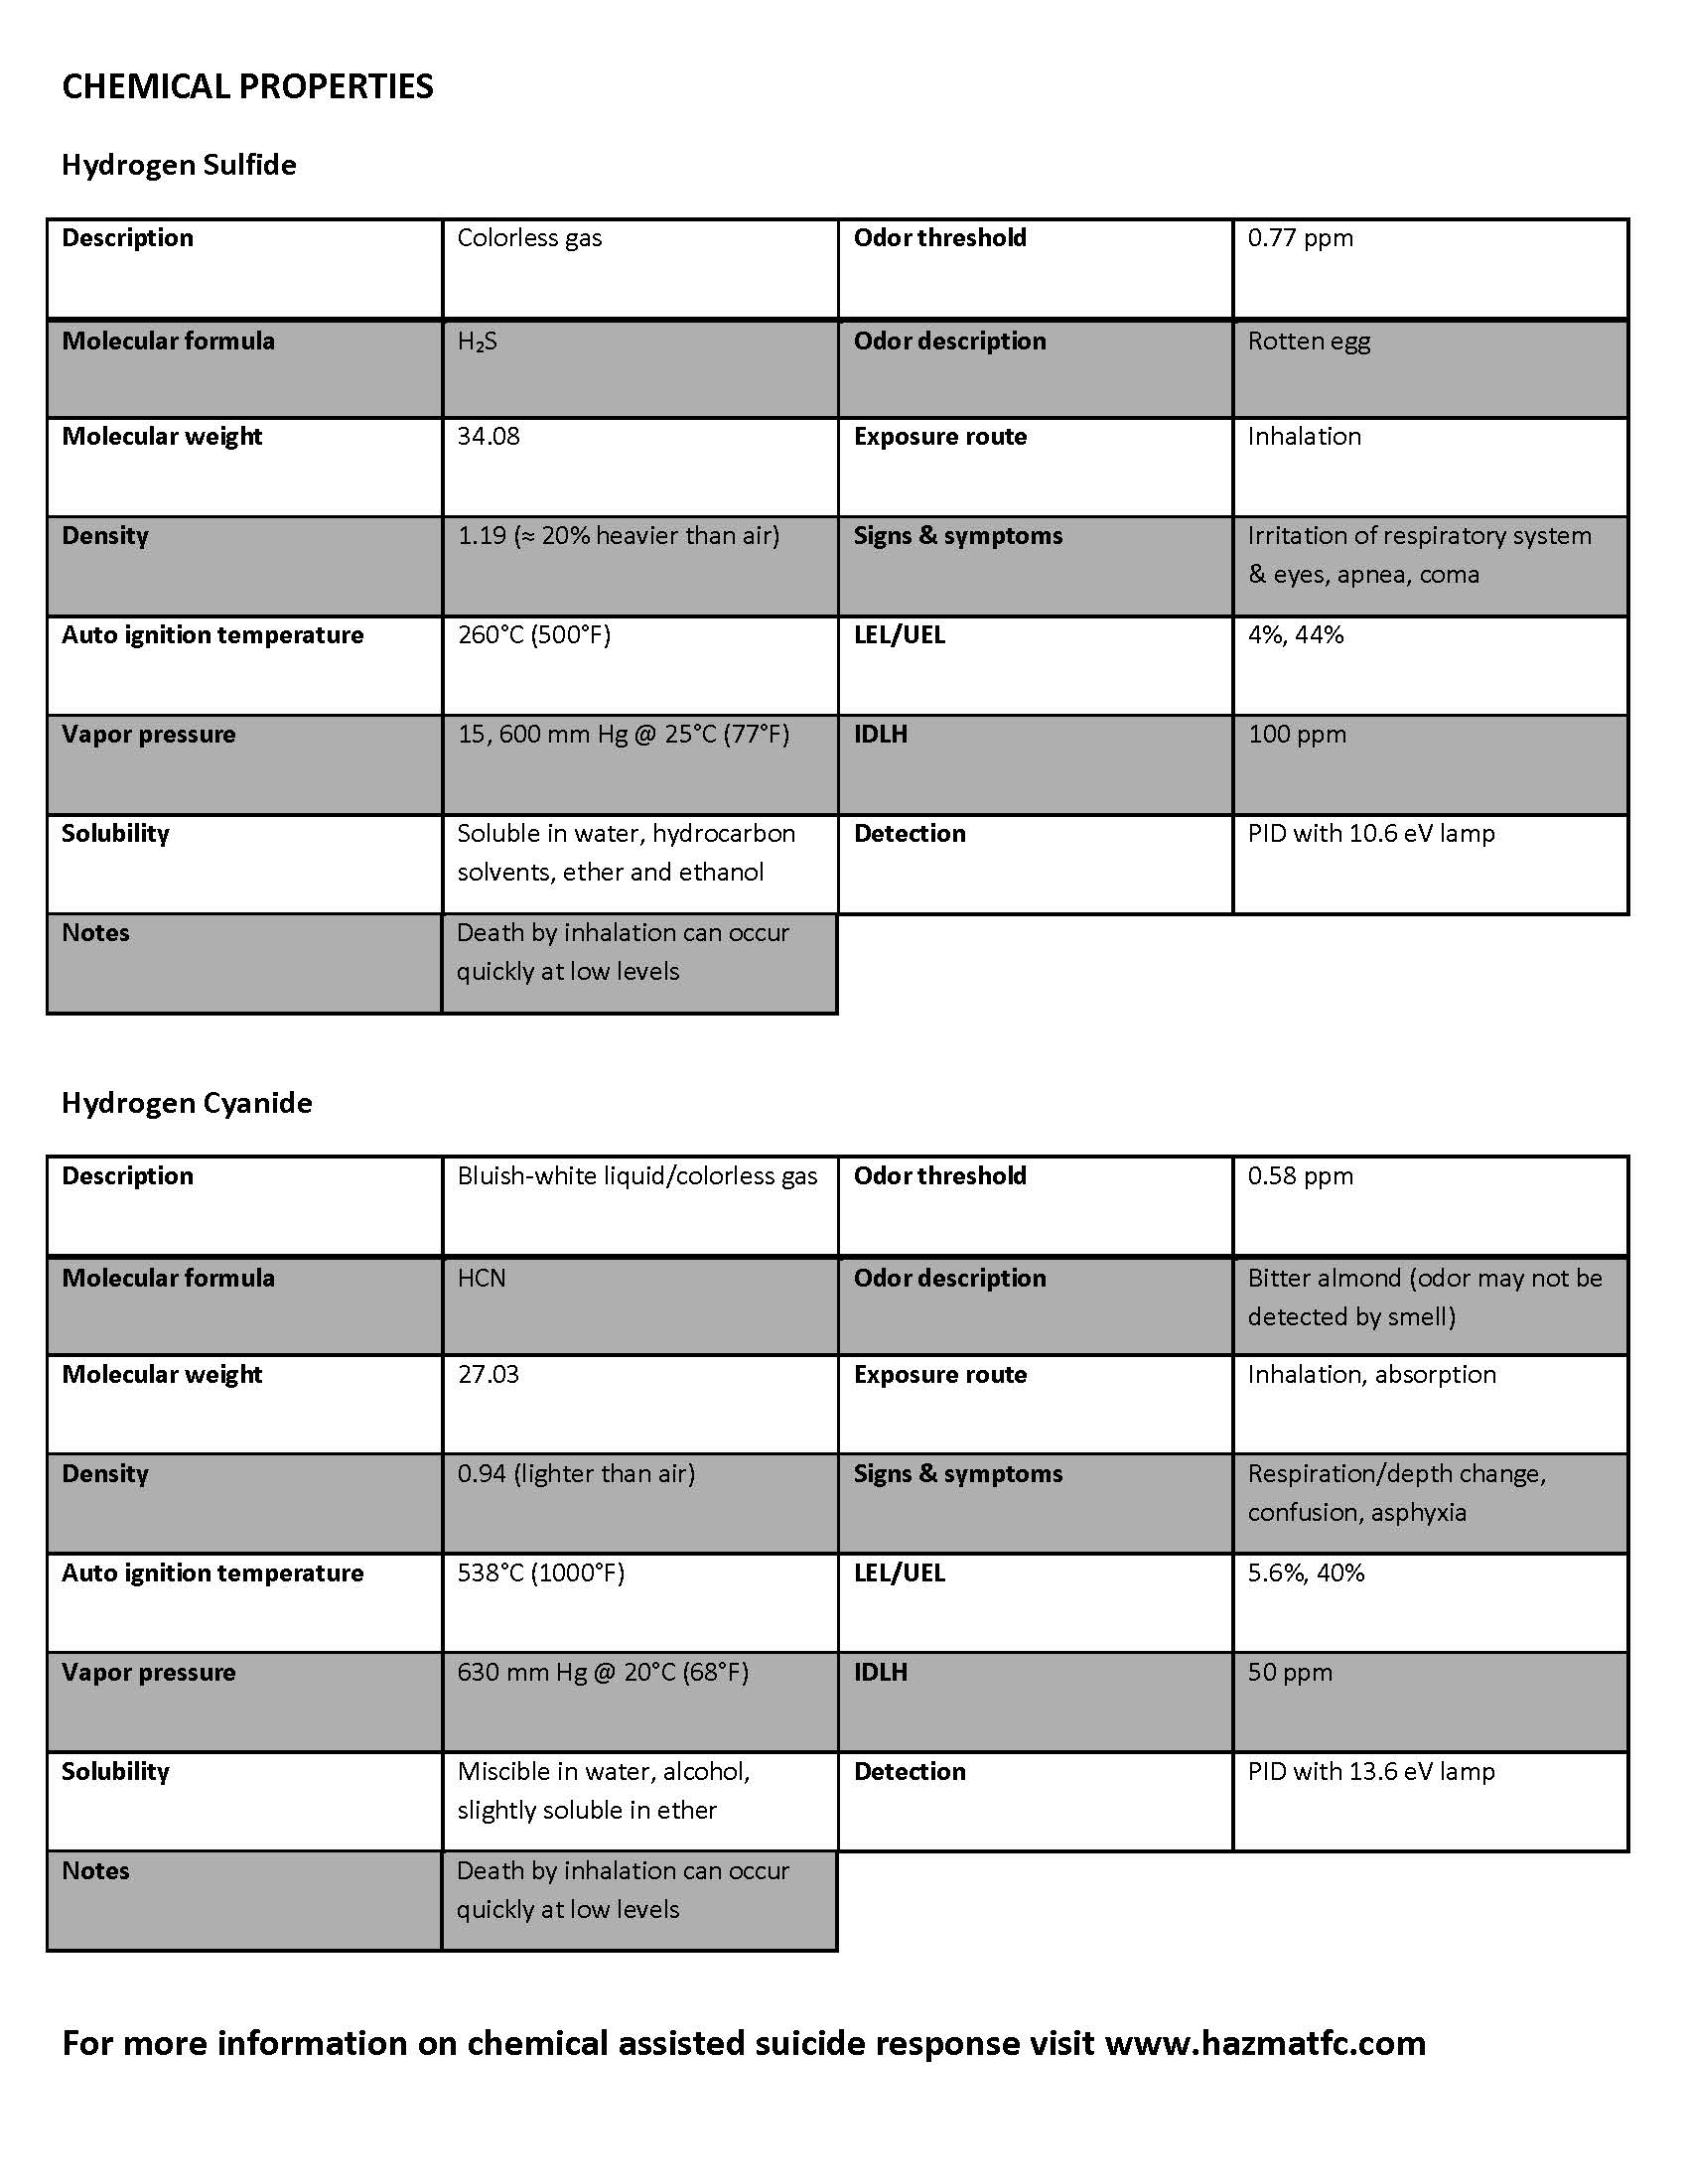 CHEMICAL PROPERTIES
Hydrogen Sulfide
Description Colorless gas Odor threshold 0.77 ppm
Molecular formula H₂S Odor description Rotten egg
Molecular weight 34.08 Exposure route Inhalation
Density 1.19 (≈ 20% heavier than air) Signs & symptoms Irritation of respiratory system
& eyes, apnea, coma
Auto ignition temperature 260°C (500°F) LEL/UEL 4%, 44%
Vapor pressure 15, 600 mm Hg @ 25°C (77°F) IDLH 100 ppm
Solubility Soluble in water, hydrocarbon Detection PID with 10.6 eV lamp
solvents, ether and ethanol
Notes Death by inhalation can occur
quickly at low levels
Hydrogen Cyanide
Description Bluish-white liquid/colorless gas Odor threshold 0.58 ppm
Molecular formula HCN Odor description Bitter almond (odor may not be
detected by smell)
Molecular weight 27.03 Exposure route Inhalation, absorption
Density 0.94 (lighter than air) Signs & symptoms Respiration/depth change,
confusion, asphyxia
Auto ignition temperature 538°C (1000°F) LEL/UEL 5.6%, 40%
Vapor pressure 630 mm Hg @ 20°C (68°F) IDLH 50 ppm
Solubility Miscible in water, alcohol, Detection PID with 13.6 eV lamp
slightly soluble in ether
Notes Death by inhalation can occur
quickly at low levels
For more information on chemical assisted suicide response visit www.hazmatfc.com